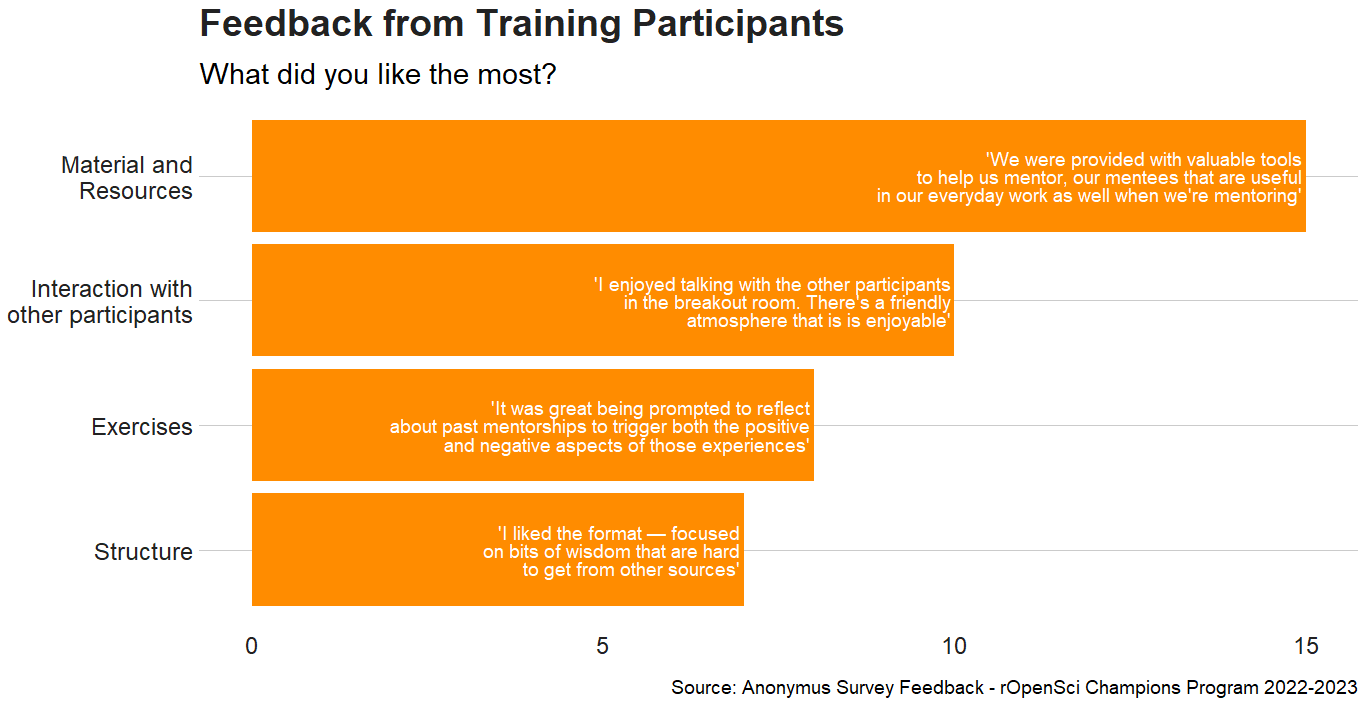 Feedback from Training Participants
What did you like the most?
Material and
Resources
'We were provided with valuable tools
to help us mentor, our mentees that are useful
in our everyday work as well when we're mentoring'
Interaction with
other participants
'I enjoyed talking with the other participants
in the breakout room. There's a friendly
atmosphere that is is enjoyable'
Exercises
'It was great being prompted to reflect
about past mentorships to trigger both the positive
and negative aspects of those experiences'
Structure
'I liked the format — focused
on bits of wisdom that are hard
to get from other sources'
0 5 10 15
Source: Anonymus Survey Feedback - rOpenSci Champions Program 2022-2023